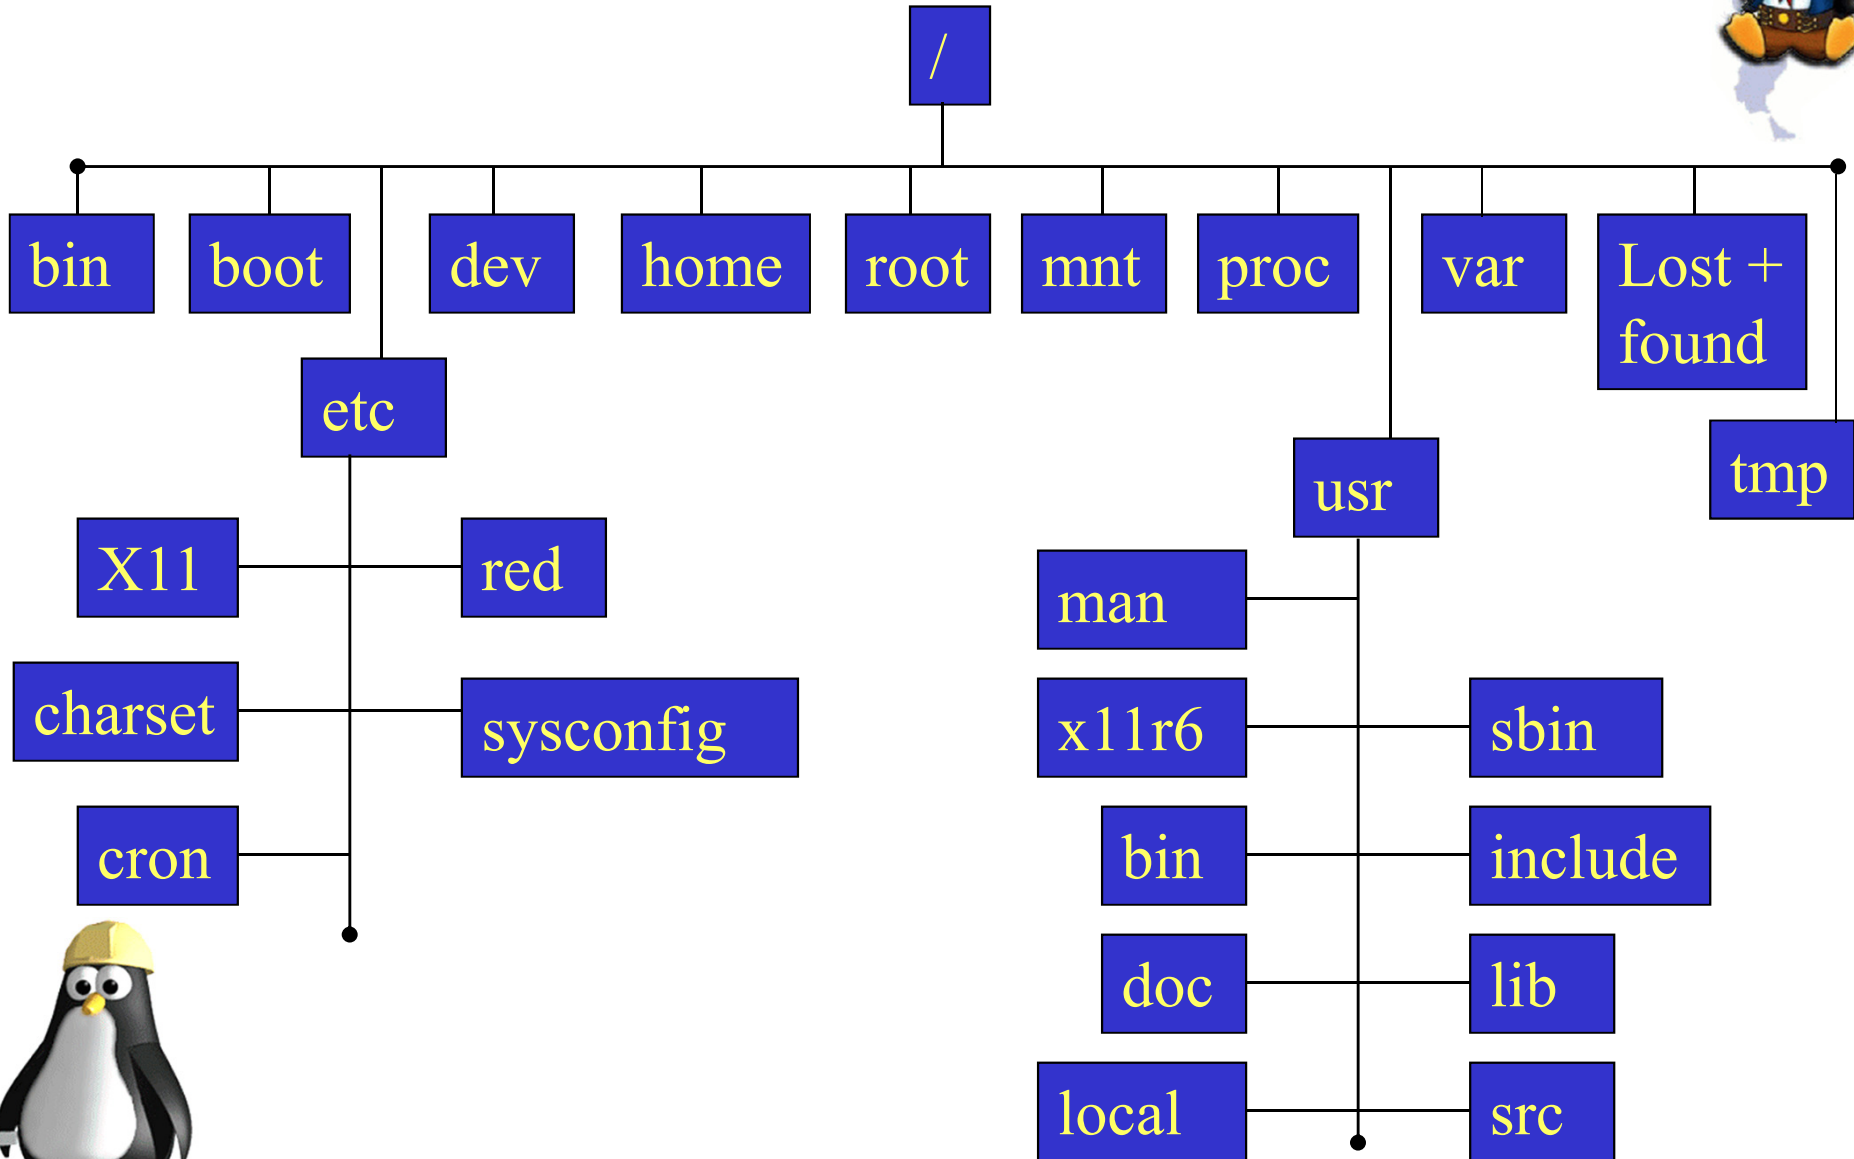 /
bin
boot
dev
home
root
mnt
proc
var
Lost +
found
etc
usr
tmp
X11
red
charset
sysconfig
cron
man
x11r6
sbin
bin
include
doc
lib
local
src